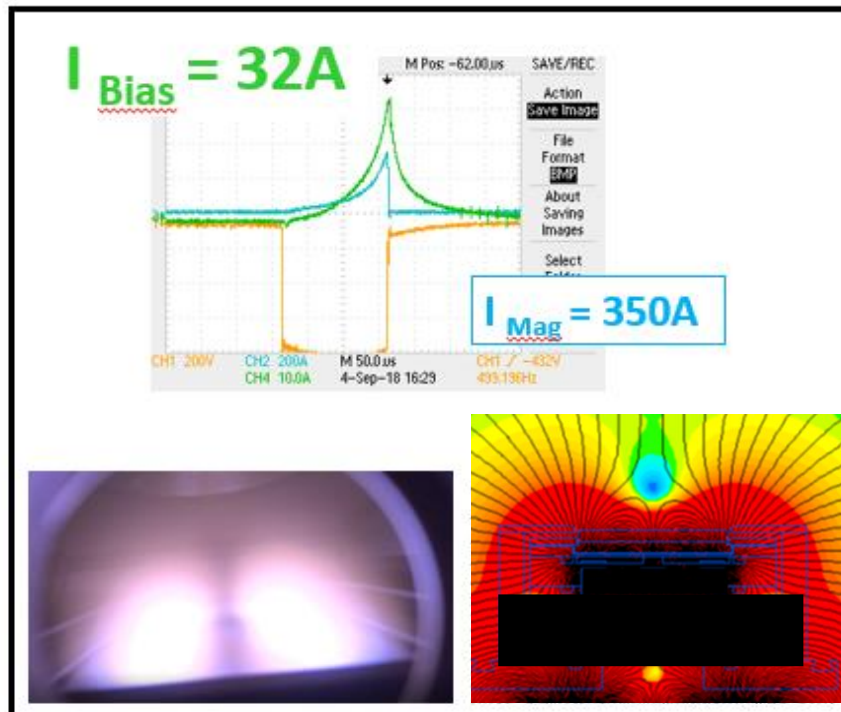 I Bias = 32A
M Pos: -62.00us
SAVE/REC
Action
Save Image
File
Format
BMP
About
Saving
Images
Select
I Mag = 350A
CH1 200V
CH2 200A
M 50.0us
CH1 / -432V
CH4 10.0A
4-Sep-18 16:29
499.196Hz